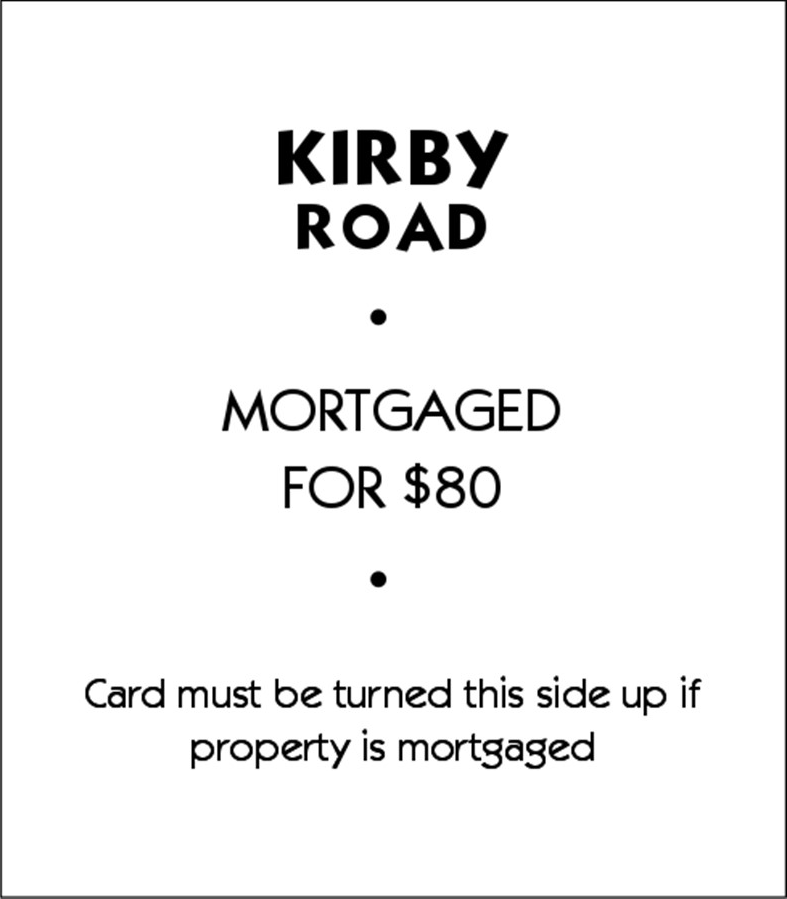 KIRBY
ROAD
•
MORTGAGED
FOR $80
•
Card must be turned this side up if
property is mortgaged